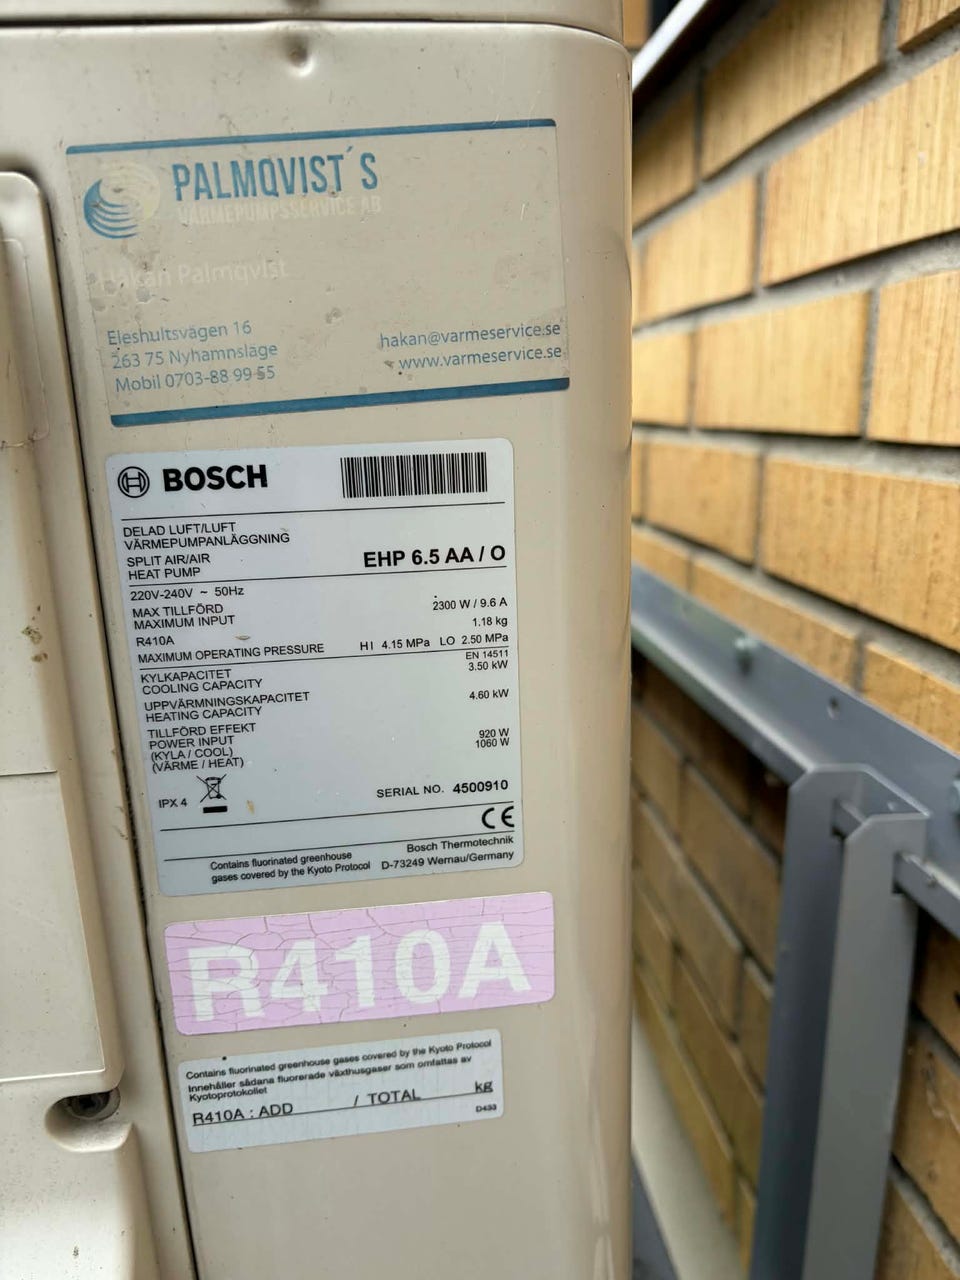 PALMQVIST´S
VÄRMEPUMPSSERVICE AB
Håkan Palmqvist
Eleshultsvägen 16
263 75 Nyhamnsläge
Mobil 0703-88 99 55
hakan@varmeservice.se
www.varmeservice.se
BOSCH
DELAD LUFT/LUFT
VÄRMEPUMPANLÄGGNING
SPLIT AIR/AIR
HEAT PUMP
EHP 6.5 AA / O
220V-240V ~ 50Hz
MAX TILLFÖRD
MAXIMUM INPUT 2300 W / 9.6 A
R410A 1.18 kg
MAXIMUM OPERATING PRESSURE HI 4.15 MPa LO 2.50 MPa
EN 14511
KYLKAPACITET
COOLING CAPACITY 3.50 kW
UPPVÄRMNINGSKAPACITET
HEATING CAPACITY 4.60 kW
TILLFÖRD EFFEKT
POWER INPUT
(KYLA / COOL) 920 W
(VÄRME / HEAT) 1060 W
IPX 4
SERIAL NO. 4500910
CE
Contains fluorinated greenhouse
gases covered by the Kyoto Protocol
Bosch Thermotechnik
D-73249 Wernau/Germany
R410A
Contains fluorinated greenhouse gases covered by the Kyoto Protocol
Innehåller sådana fluorerade växthusgaser som omfattas av
Kyotoprotokollet
R410A : ADD / TOTAL kg
D433